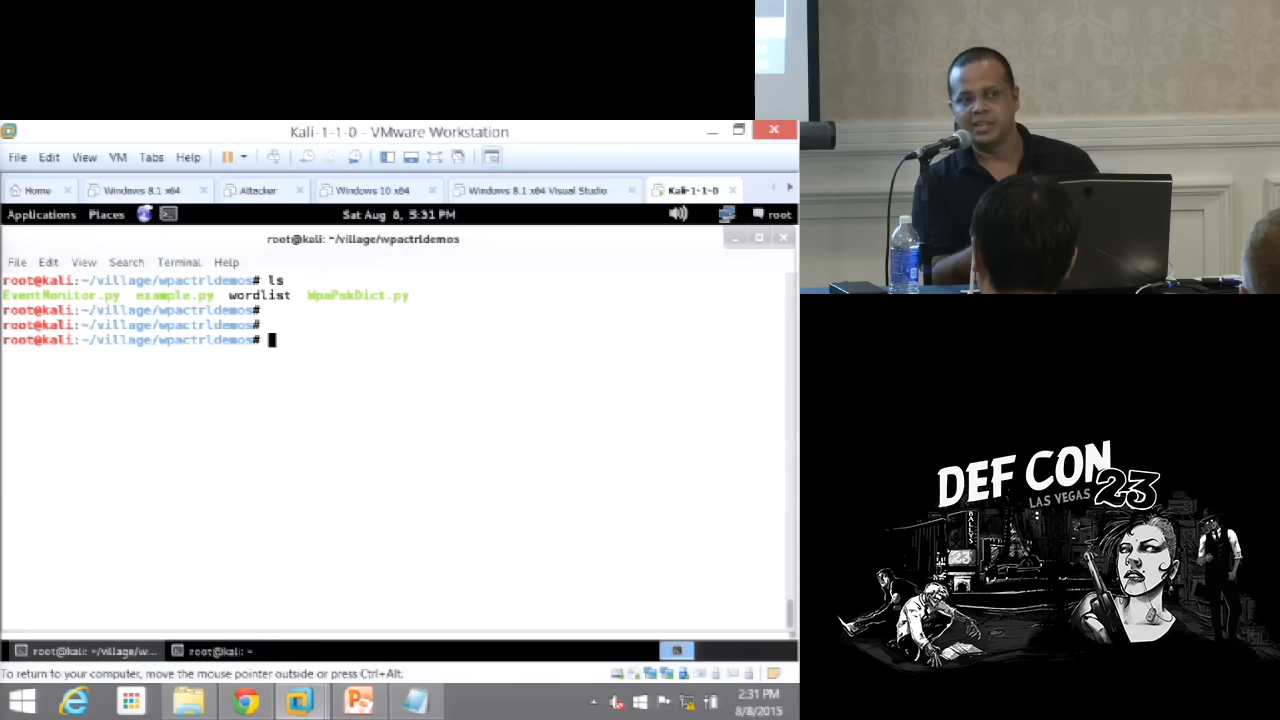 Kali-1-1-0 - VMware Workstation
File Edit View VM Tabs Help
Home Windows 8.1 x64 Attacker Windows 10 x64 Windows 8.1 x64 Visual Studio Kali-1-1-0
Applications Places Sat Aug 8, 5:31 PM root
root@kali: ~/village/wpactrldemos
File Edit View Search Terminal Help
root@kali:~/village/wpactrldemos# ls
EventMonitor.py example.py wordlist WpaPskDict.py
root@kali:~/village/wpactrldemos#
root@kali:~/village/wpactrldemos#
root@kali:~/village/wpactrldemos#
root@kali: ~/village/w... root@kali: ~
To return to your computer, move the mouse pointer outside or press Ctrl+Alt.
2:31 PM
8/8/2015
DEF CON 23
LAS VEGAS
BALLYS
23